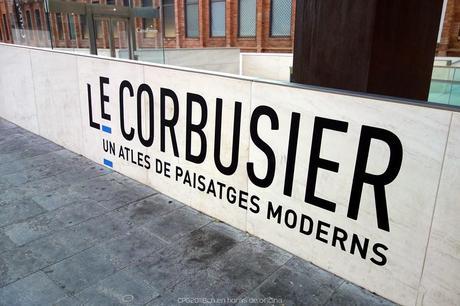 LE CORBUSIER
UN ATLES DE PAISATGES MODERNS